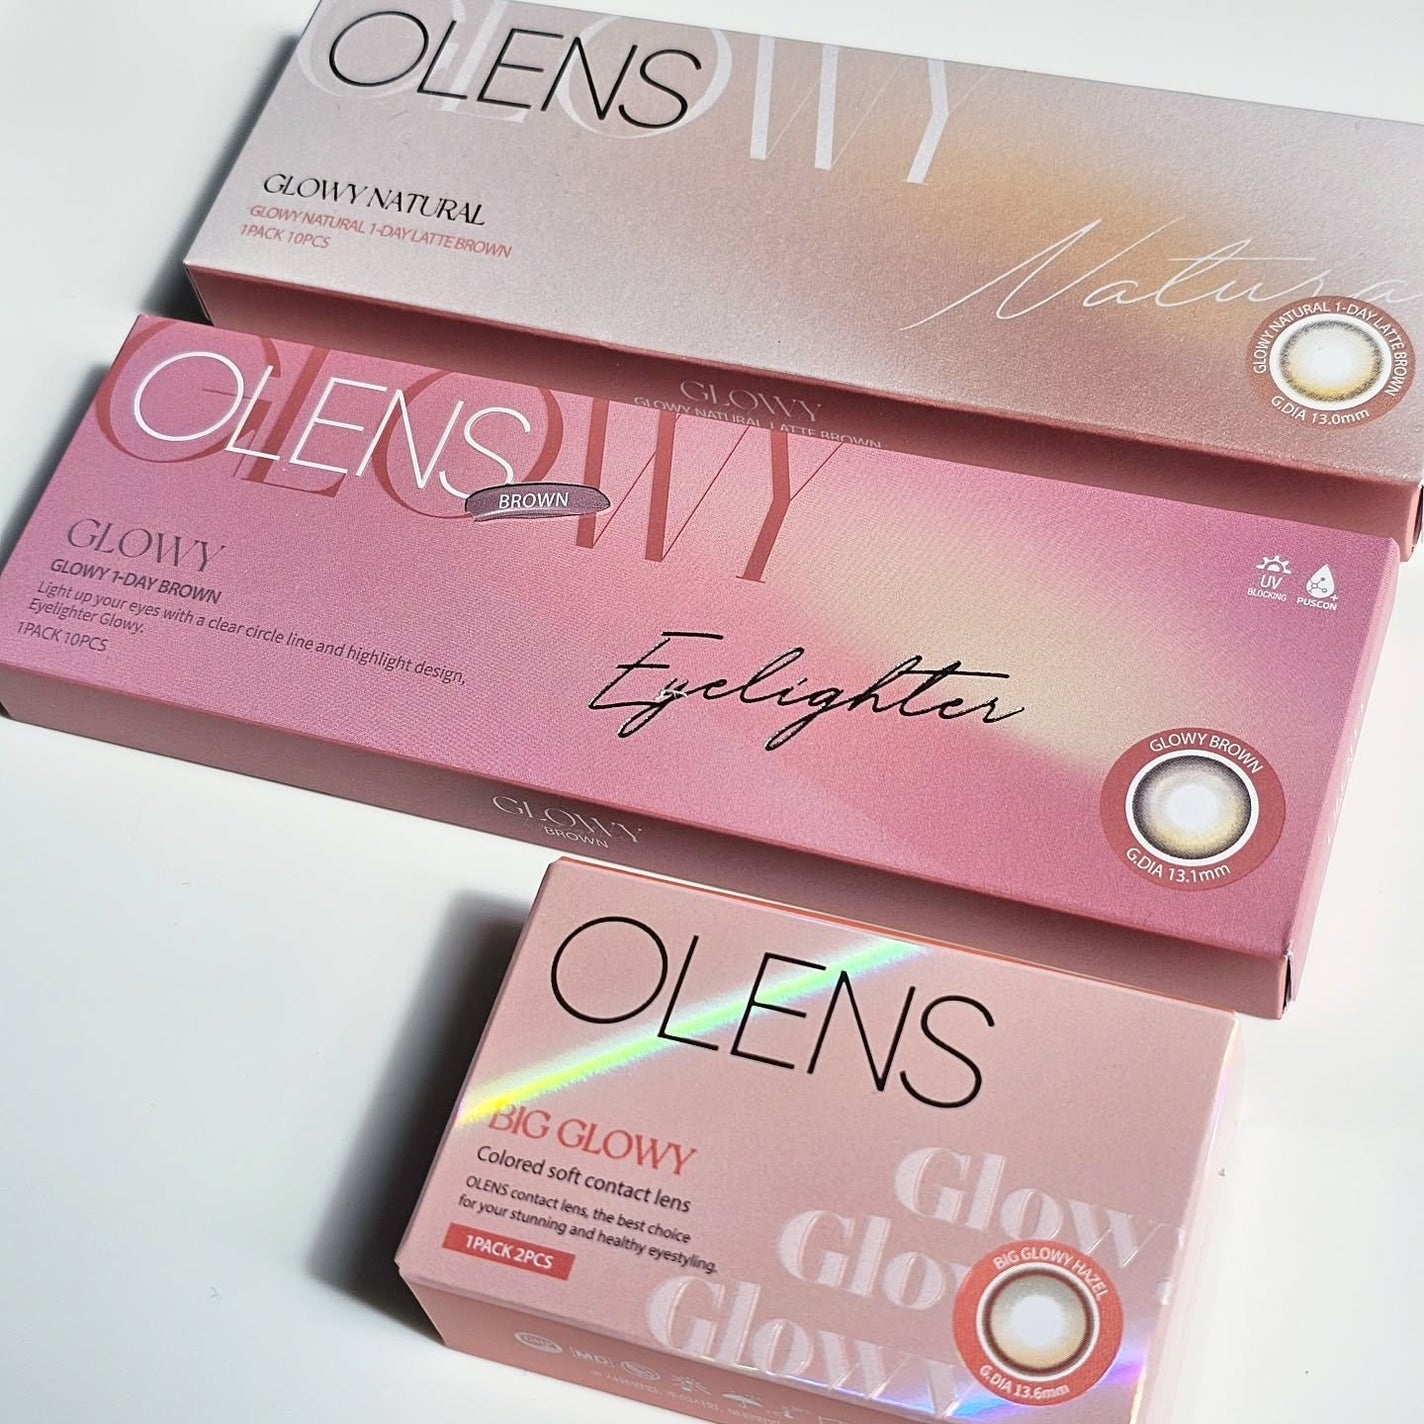 GLOWY
OLENS
GLOWY NATURAL
GLOWY NATURAL 1-DAY LATTE BROWN
1PACK 10PCS
Natura
GLOWY NATURAL 1-DAY LATTE BROWN
G.DIA 13.0mm
GLOWY
GLOWY NATURAL LATTE BROWN
GLOWY
OLENS
BROWN
GLOWY
GLOWY 1-DAY BROWN
Light up your eyes with a clear circle line and highlight design,
Eyelighter Glowy.
1PACK 10PCS
UV
BLOCKING
PUSCON
Eyelighter
GLOWY BROWN
G.DIA 13.1mm
GLOWY
BROWN
OLENS
BIG GLOWY
Colored soft contact lens
OLENS contact lens, the best choice
for your stunning and healthy eyestyling.
1PACK 2PCS
Glowy
Glowy
Glowy
BIG GLOWY HAZEL
G.DIA 13.6mm
MD